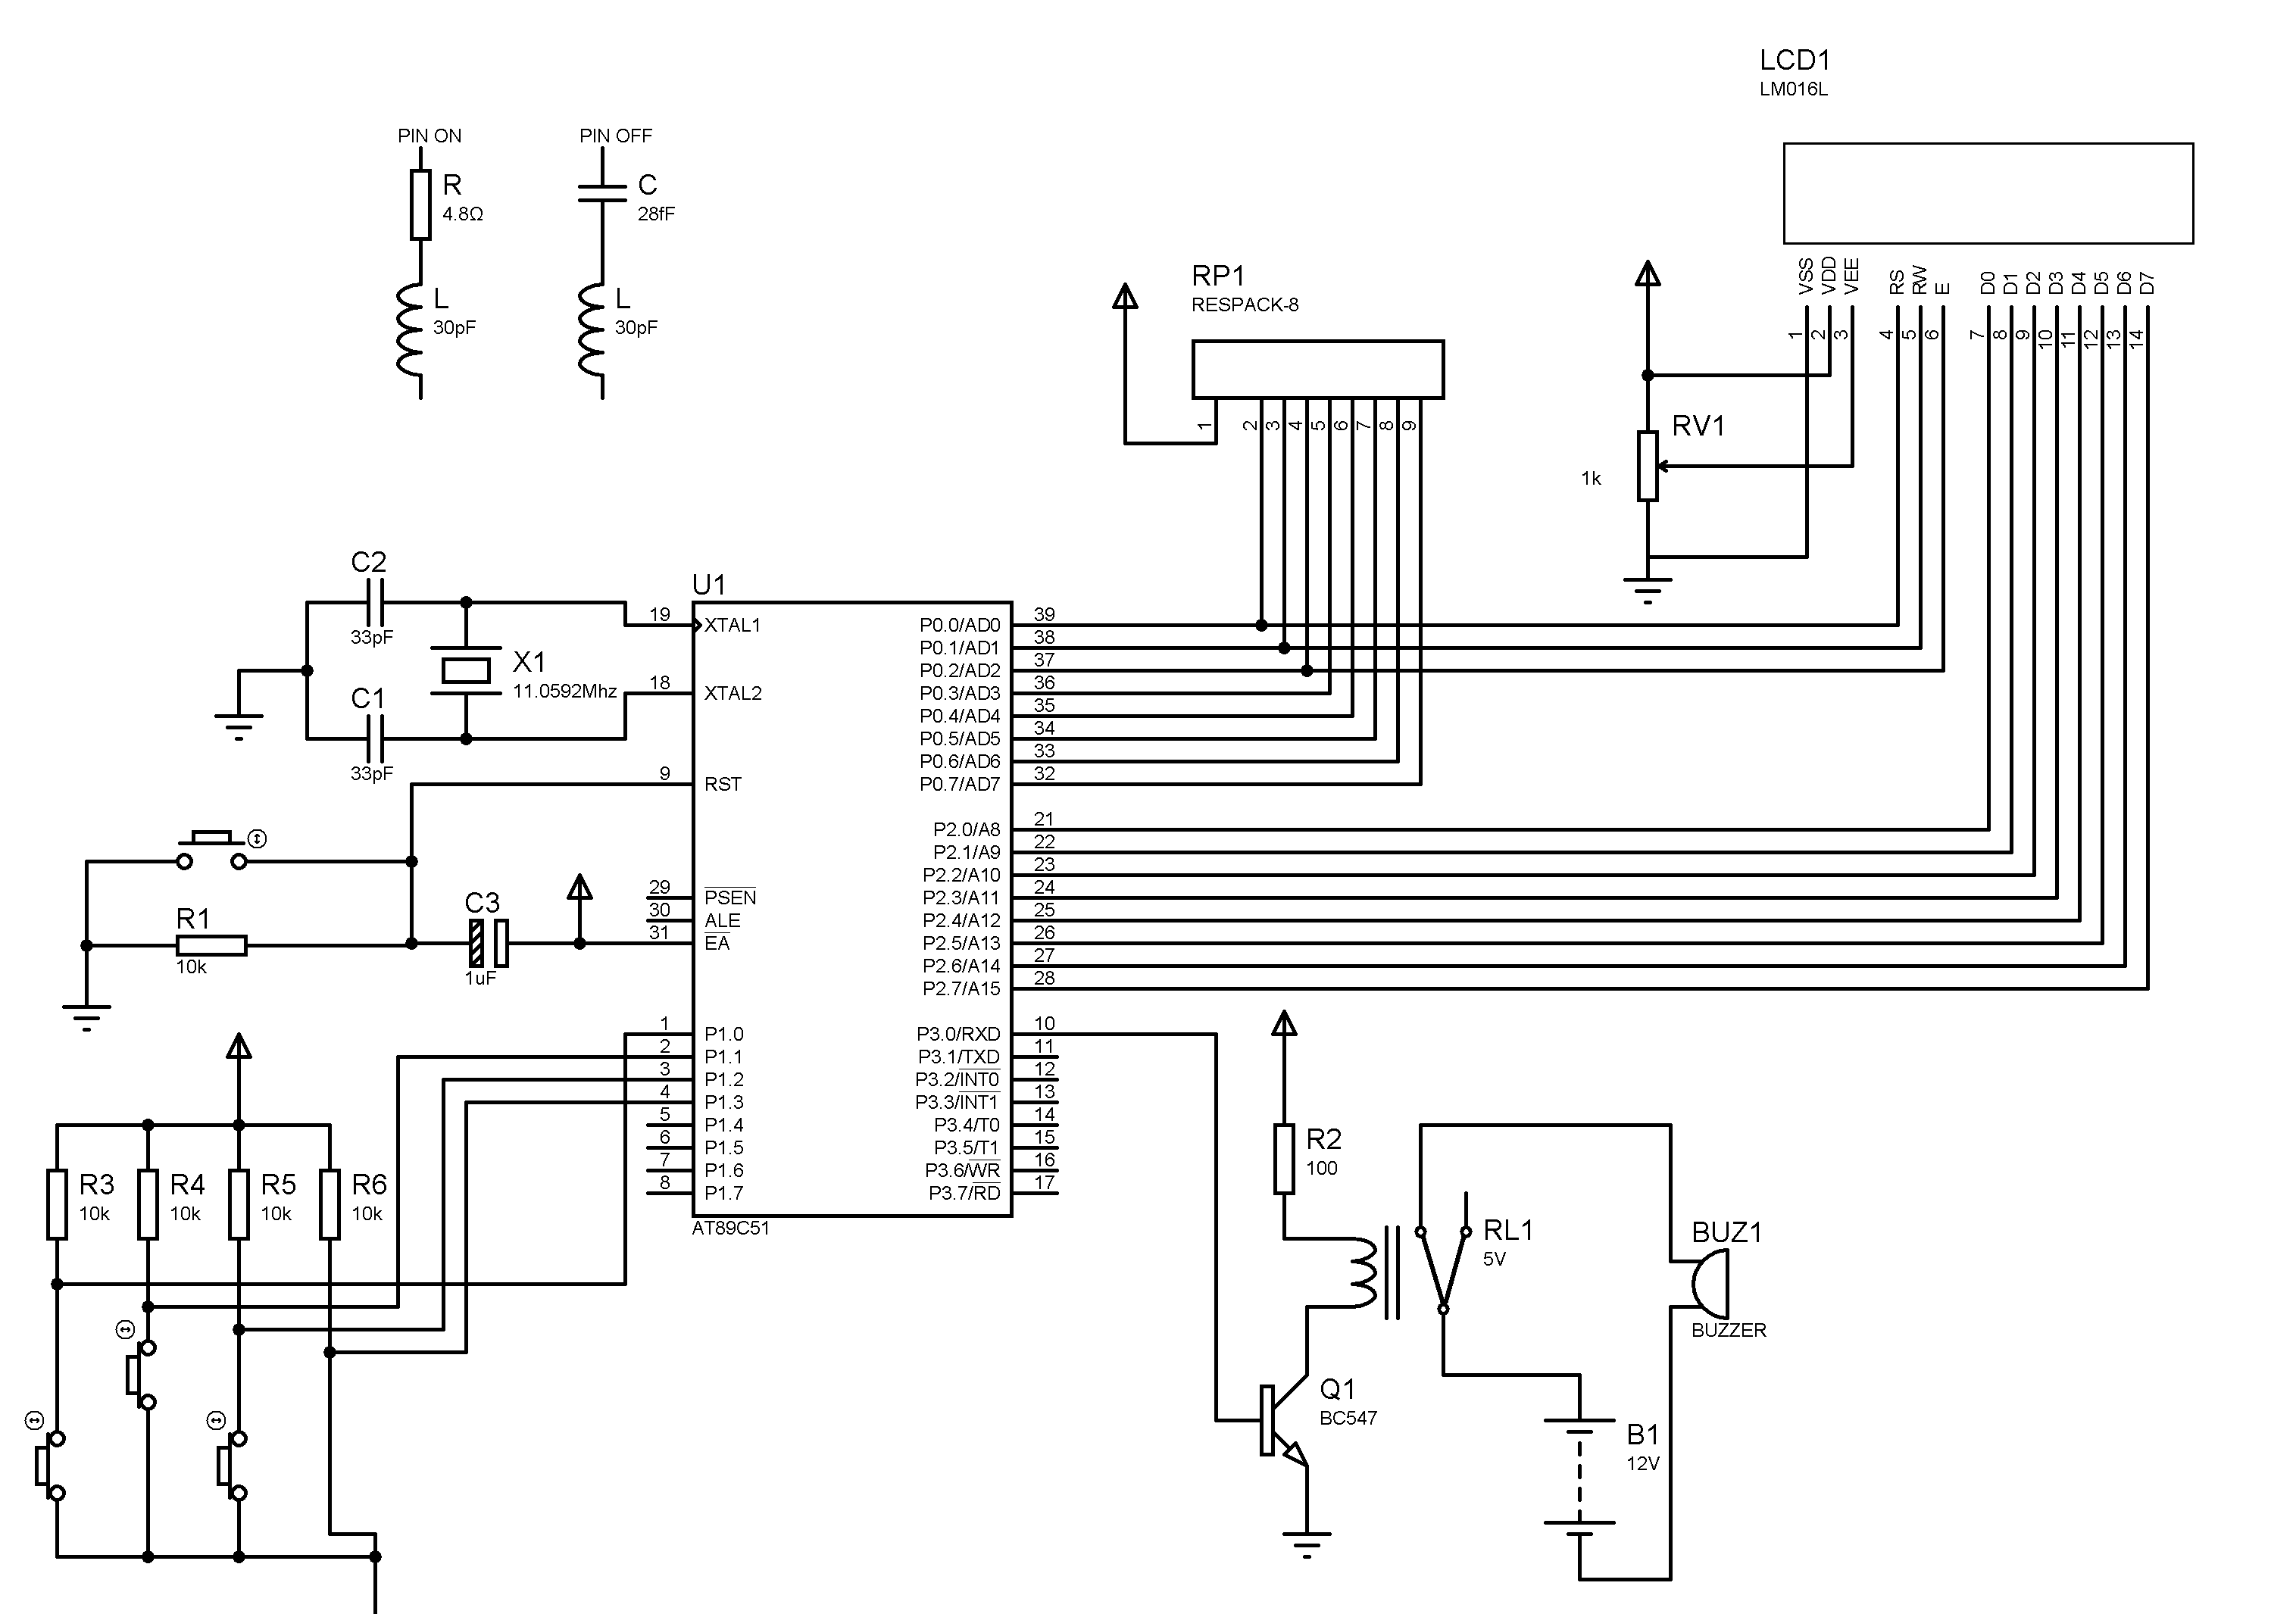 LCD1
LM016L
PIN ON
PIN OFF
R
4.8Ω
C
28fF
L
30pF
L
30pF
RP1
RESPACK-8
1
2
3
4
5
6
7
8
9
VSS
VDD
VEE
RS
RW
E
D0
D1
D2
D3
D4
D5
D6
D7
1
2
3
4
5
6
7
8
9
10
11
12
13
14
RV1
1k
C2
33pF
X1
11.0592Mhz
C1
33pF
U1
19 XTAL1
18 XTAL2
9 RST
29 PSEN
30 ALE
31 EA
1 P1.0
2 P1.1
3 P1.2
4 P1.3
5 P1.4
6 P1.5
7 P1.6
8 P1.7
P0.0/AD0 39
P0.1/AD1 38
P0.2/AD2 37
P0.3/AD3 36
P0.4/AD4 35
P0.5/AD5 34
P0.6/AD6 33
P0.7/AD7 32
P2.0/A8 21
P2.1/A9 22
P2.2/A10 23
P2.3/A11 24
P2.4/A12 25
P2.5/A13 26
P2.6/A14 27
P2.7/A15 28
P3.0/RXD 10
P3.1/TXD 11
P3.2/INT0 12
P3.3/INT1 13
P3.4/T0 14
P3.5/T1 15
P3.6/WR 16
P3.7/RD 17
AT89C51
R1
10k
C3
1uF
R3
10k
R4
10k
R5
10k
R6
10k
R2
100
RL1
5V
BUZ1
BUZZER
Q1
BC547
B1
12V